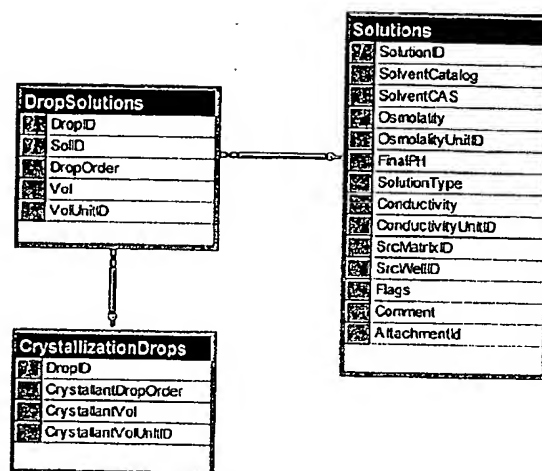 Solutions
SolutionID
SolventCatalog
SolventCAS
Osmolality
OsmolalityUnitID
FinalPH
SolutionType
Conductivity
ConductivityUnitID
SrcMatrixID
SrcWellID
Flags
Comment
AttachmentId
DropSolutions
DropID
SolID
DropOrder
Vol
VolUnitID
CrystallizationDrops
DropID
CrystallantDropOrder
CrystallantVol
CrystallantVolUnitID